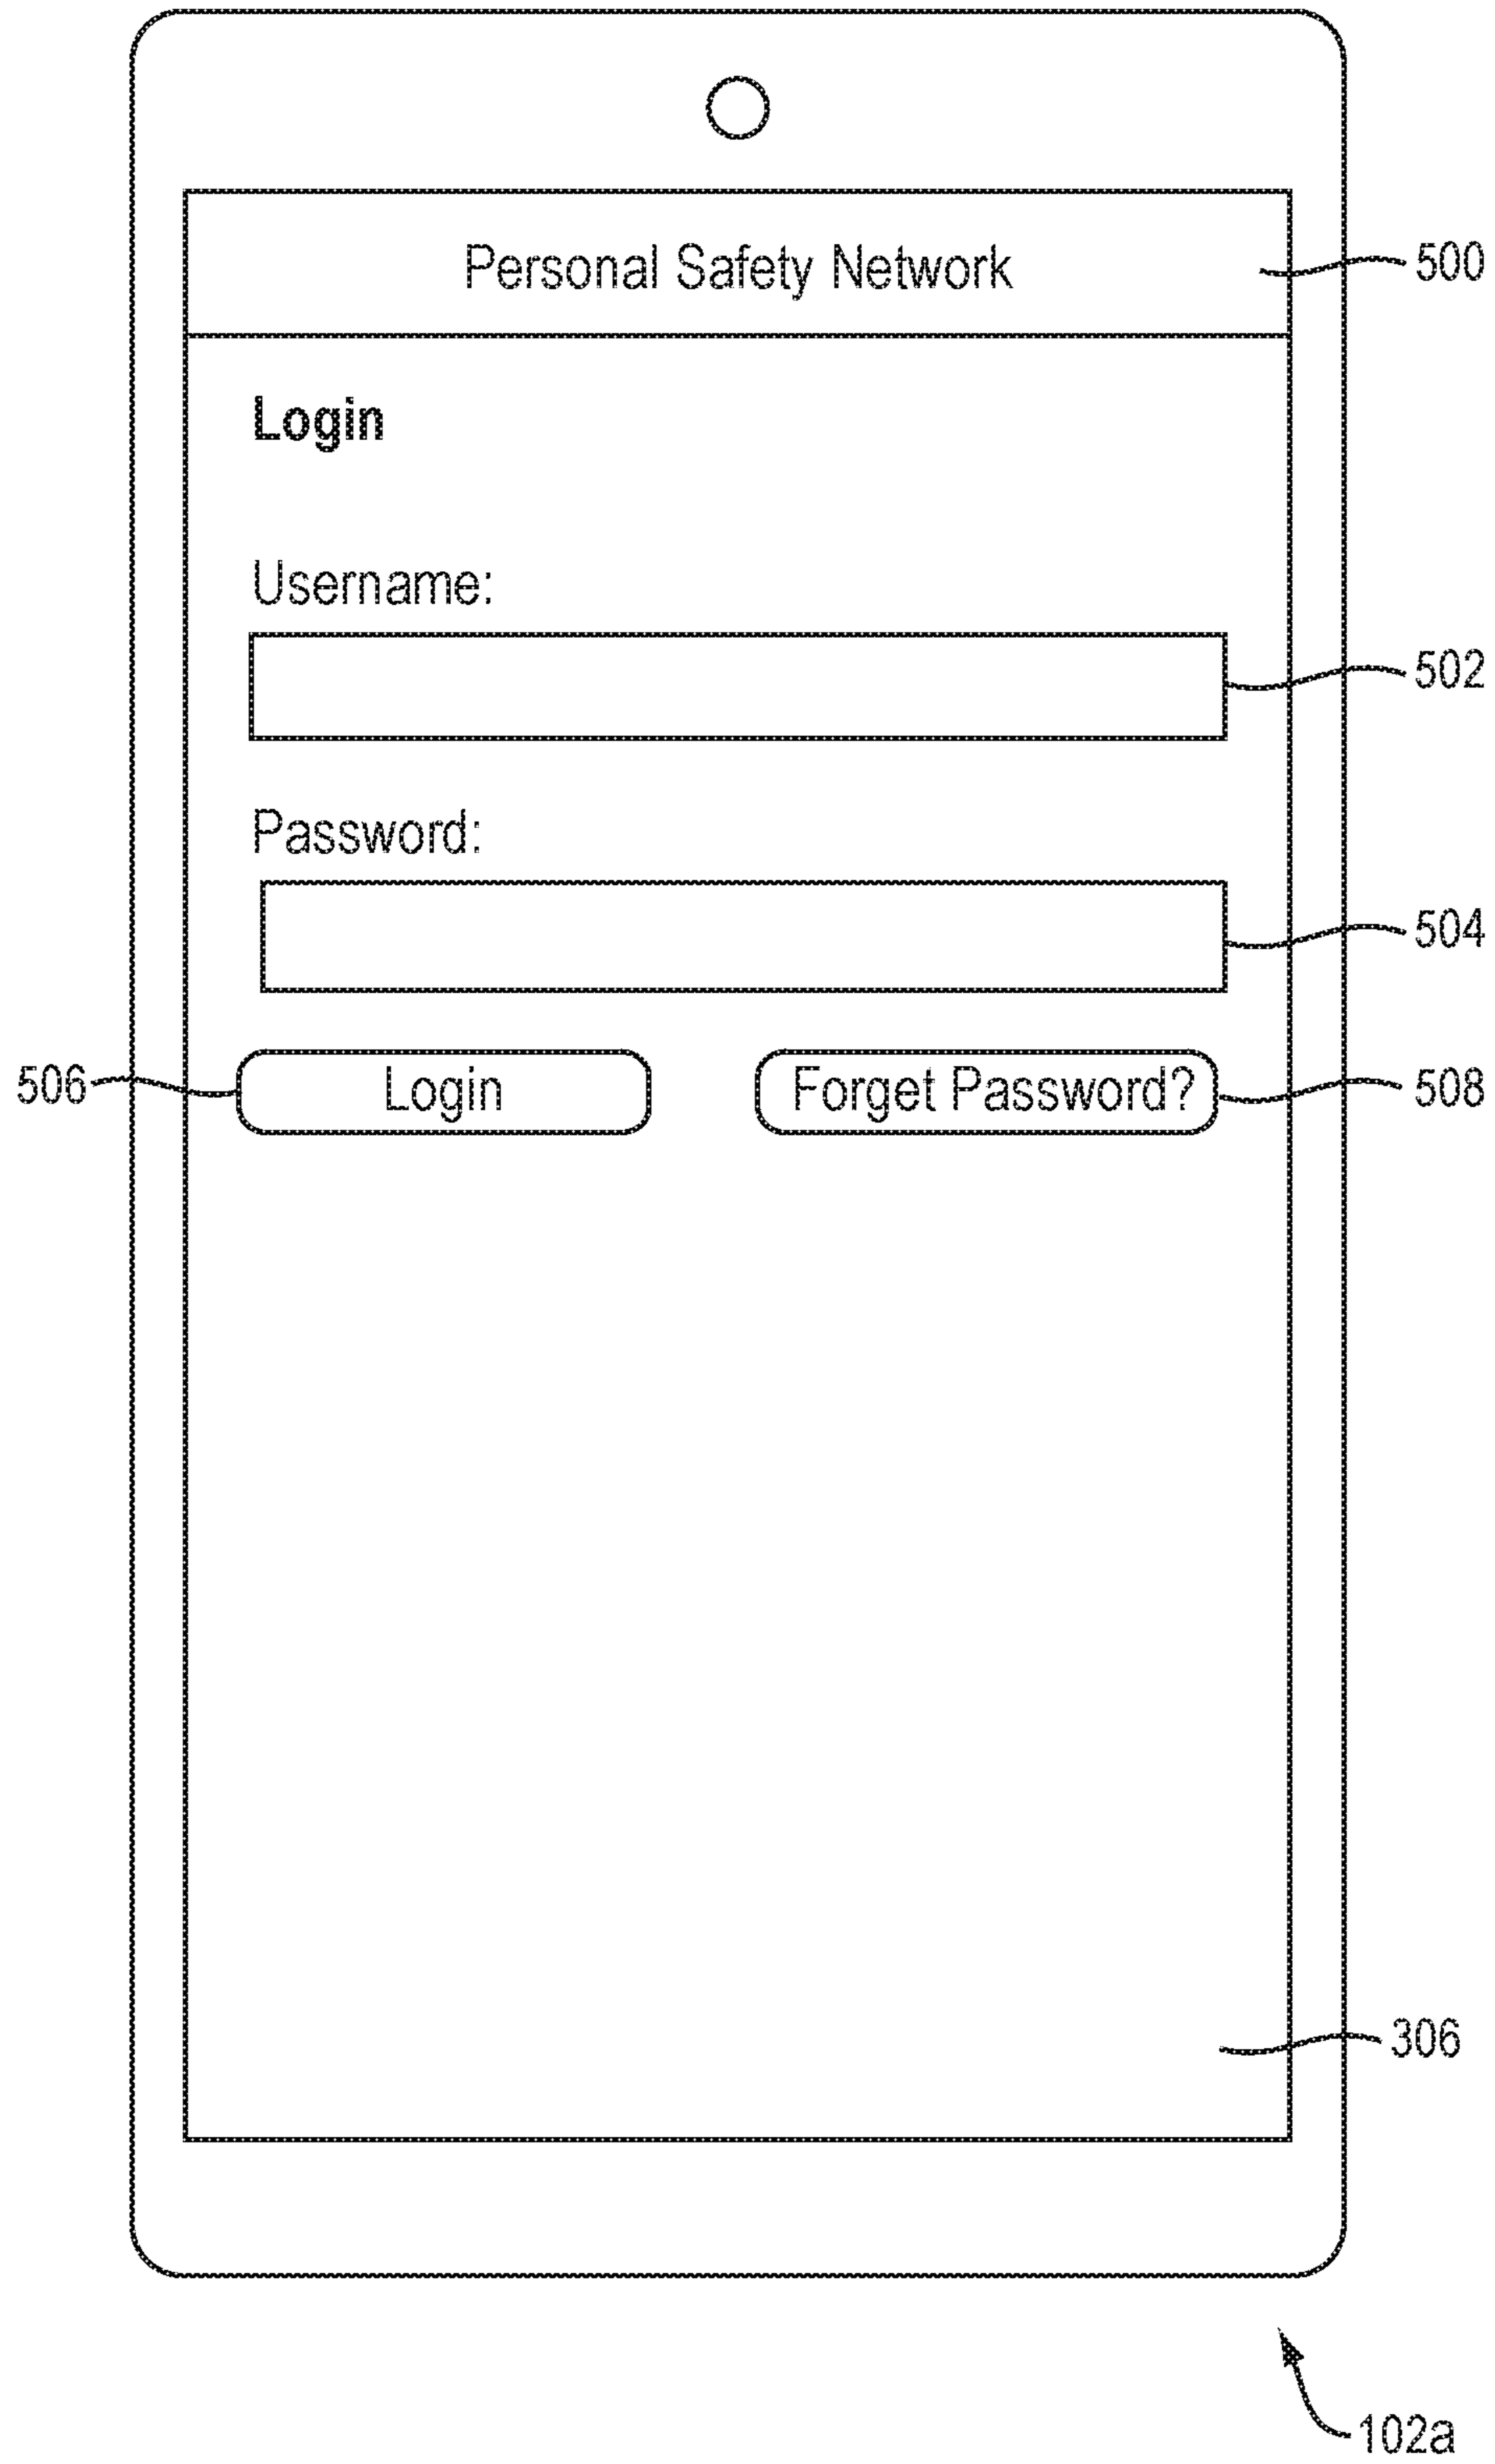 Personal Safety Network
500
Login
Username:
502
Password:
504
506
Login
Forget Password?
508
306
102a